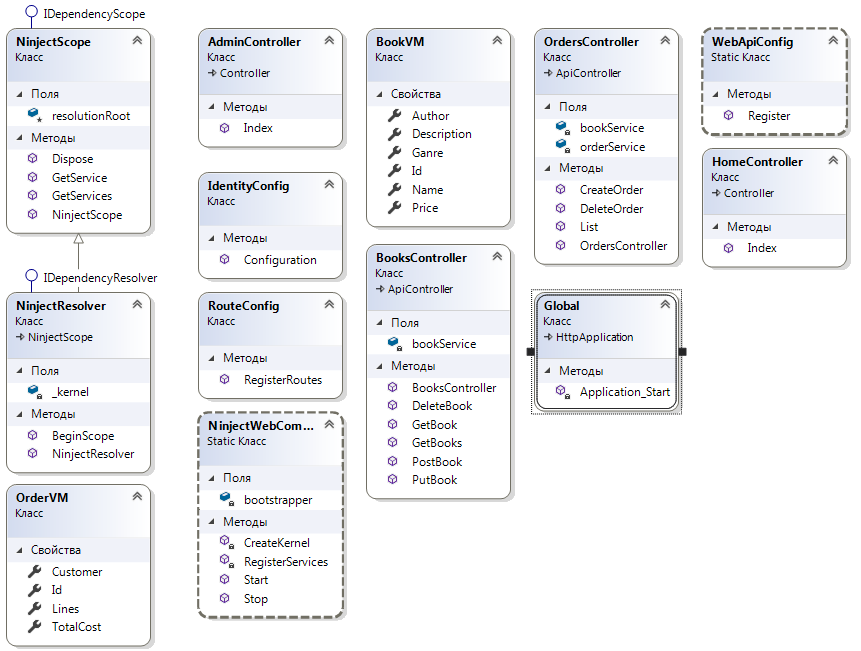 IDependencyScope
NinjectScope
Класс
Поля
resolutionRoot
Методы
Dispose
GetService
GetServices
NinjectScope
IDependencyResolver
NinjectResolver
Класс
NinjectScope
Поля
_kernel
Методы
BeginScope
NinjectResolver
OrderVM
Класс
Свойства
Customer
Id
Lines
TotalCost
AdminController
Класс
Controller
Методы
Index
IdentityConfig
Класс
Методы
Configuration
RouteConfig
Класс
Методы
RegisterRoutes
NinjectWebCom...
Static Класс
Поля
bootstrapper
Методы
CreateKernel
RegisterServices
Start
Stop
BookVM
Класс
Свойства
Author
Description
Ganre
Id
Name
Price
BooksController
Класс
ApiController
Поля
bookService
Методы
BooksController
DeleteBook
GetBook
GetBooks
PostBook
PutBook
OrdersController
Класс
ApiController
Поля
bookService
orderService
Методы
CreateOrder
DeleteOrder
List
OrdersController
Global
Класс
HttpApplication
Методы
Application_Start
WebApiConfig
Static Класс
Методы
Register
HomeController
Класс
Controller
Методы
Index